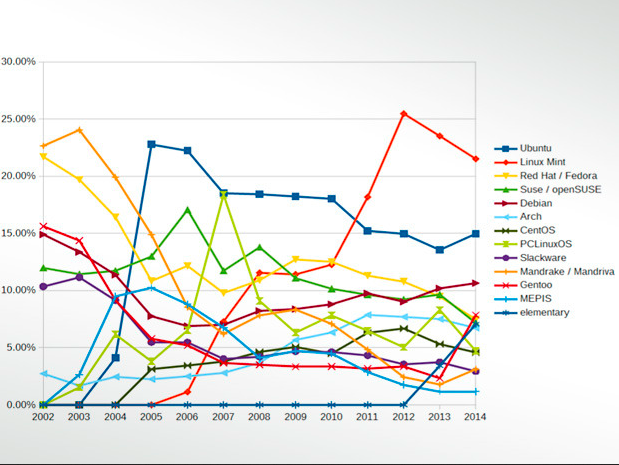 30.00%
25.00%
20.00%
15.00%
10.00%
5.00%
0.00%
2002 2003 2004 2005 2006 2007 2008 2009 2010 2011 2012 2013 2014
Ubuntu
Linux Mint
Red Hat / Fedora
Suse / openSUSE
Debian
Arch
CentOS
PCLinuxOS
Slackware
Mandrake / Mandriva
Gentoo
MEPIS
elementary